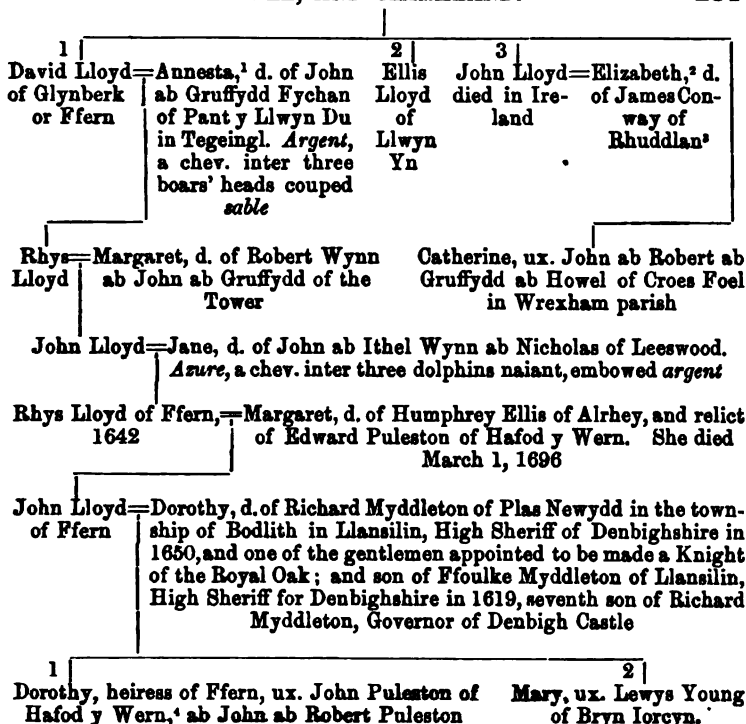 1
David Lloyd=Annesta,¹ d. of John
of Glynberk ab Gruffydd Fychan
or Ffern of Pant y Llwyn Du
in Tegeingl. Argent,
a chev. inter three
boars' heads couped
sable
2
Ellis
Lloyd
of
Llwyn
Yn
3
John Lloyd=Elizabeth,² d.
died in Ire- of James Con-
land way of
Rhuddlan³
Rhys=Margaret, d. of Robert Wynn
Lloyd ab John ab Gruffydd of the
Tower
Catherine, ux. John ab Robert ab
Gruffydd ab Howel of Croes Foel
in Wrexham parish
John Lloyd=Jane, d. of John ab Ithel Wynn ab Nicholas of Leeswood.
Azure, a chev. inter three dolphins naiant, embowed argent
Rhys Lloyd of Ffern,=Margaret, d. of Humphrey Ellis of Alrhey, and relict
1642 of Edward Puleston of Hafod y Wern. She died
March 1, 1696
John Lloyd=Dorothy, d. of Richard Myddleton of Plas Newydd in the town-
of Ffern ship of Bodlith in Llansilin, High Sheriff of Denbighshire in
1650, and one of the gentlemen appointed to be made a Knight
of the Royal Oak; and son of Ffoulke Myddleton of Llansilin,
High Sheriff for Denbighshire in 1619, seventh son of Richard
Myddleton, Governor of Denbigh Castle
1
Dorothy, heiress of Ffern, ux. John Puleston of
Hafod y Wern,⁴ ab John ab Robert Puleston
2
Mary, ux. Lewys Young
of Bryn Iorcyn.